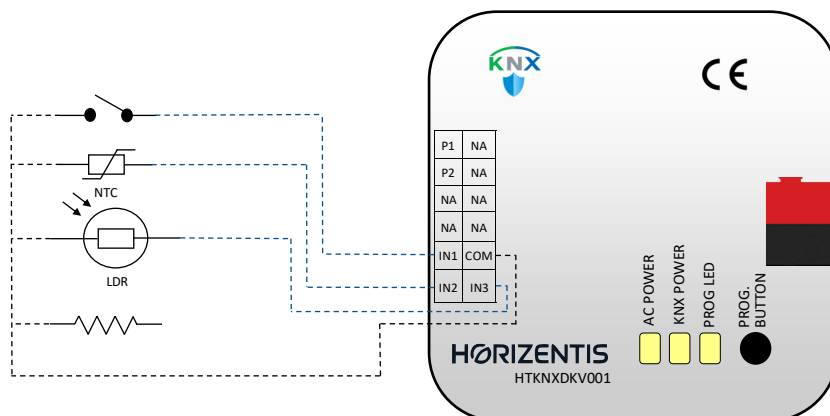 KNX
CE
P1 NA
P2 NA
NA NA
NA NA
IN1 COM
IN2 IN3
NTC
LDR
AC POWER
KNX POWER
PROG LED
PROG.
BUTTON
HORIZENTIS
HTKNXDKV001